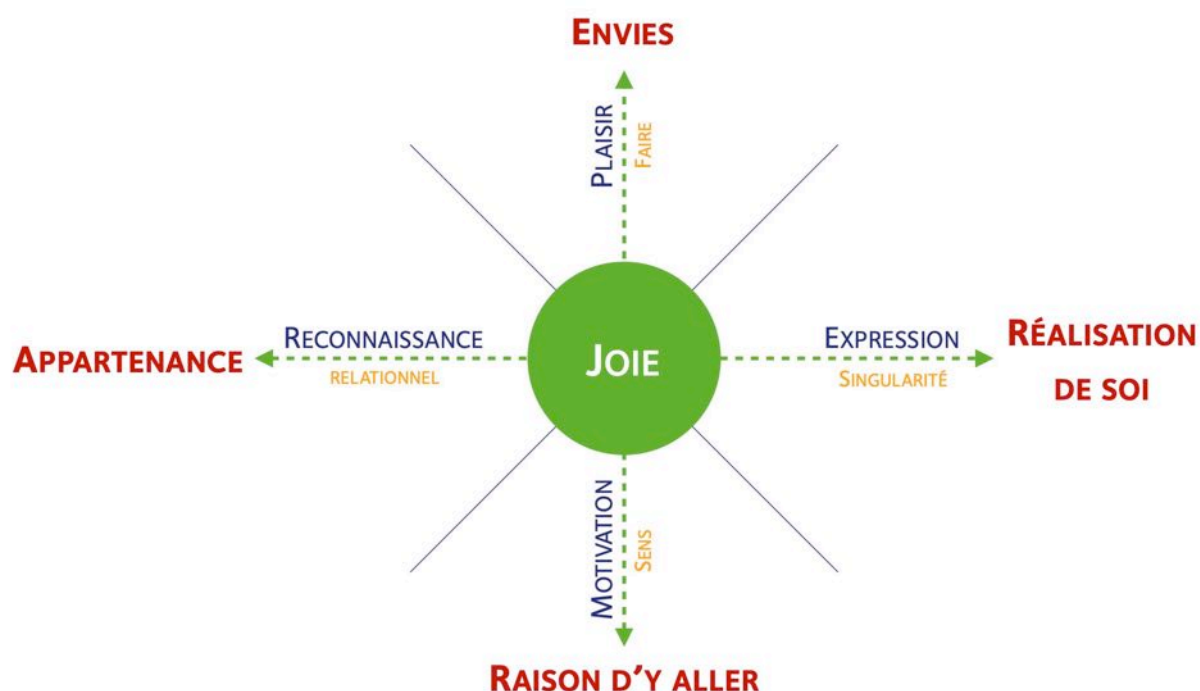 ENVIES
PLAISIR
FAIRE
APPARTENANCE
RECONNAISSANCE
RELATIONNEL
JOIE
EXPRESSION
SINGULARITÉ
RÉALISATION
DE SOI
MOTIVATION
SENS
RAISON D'Y ALLER